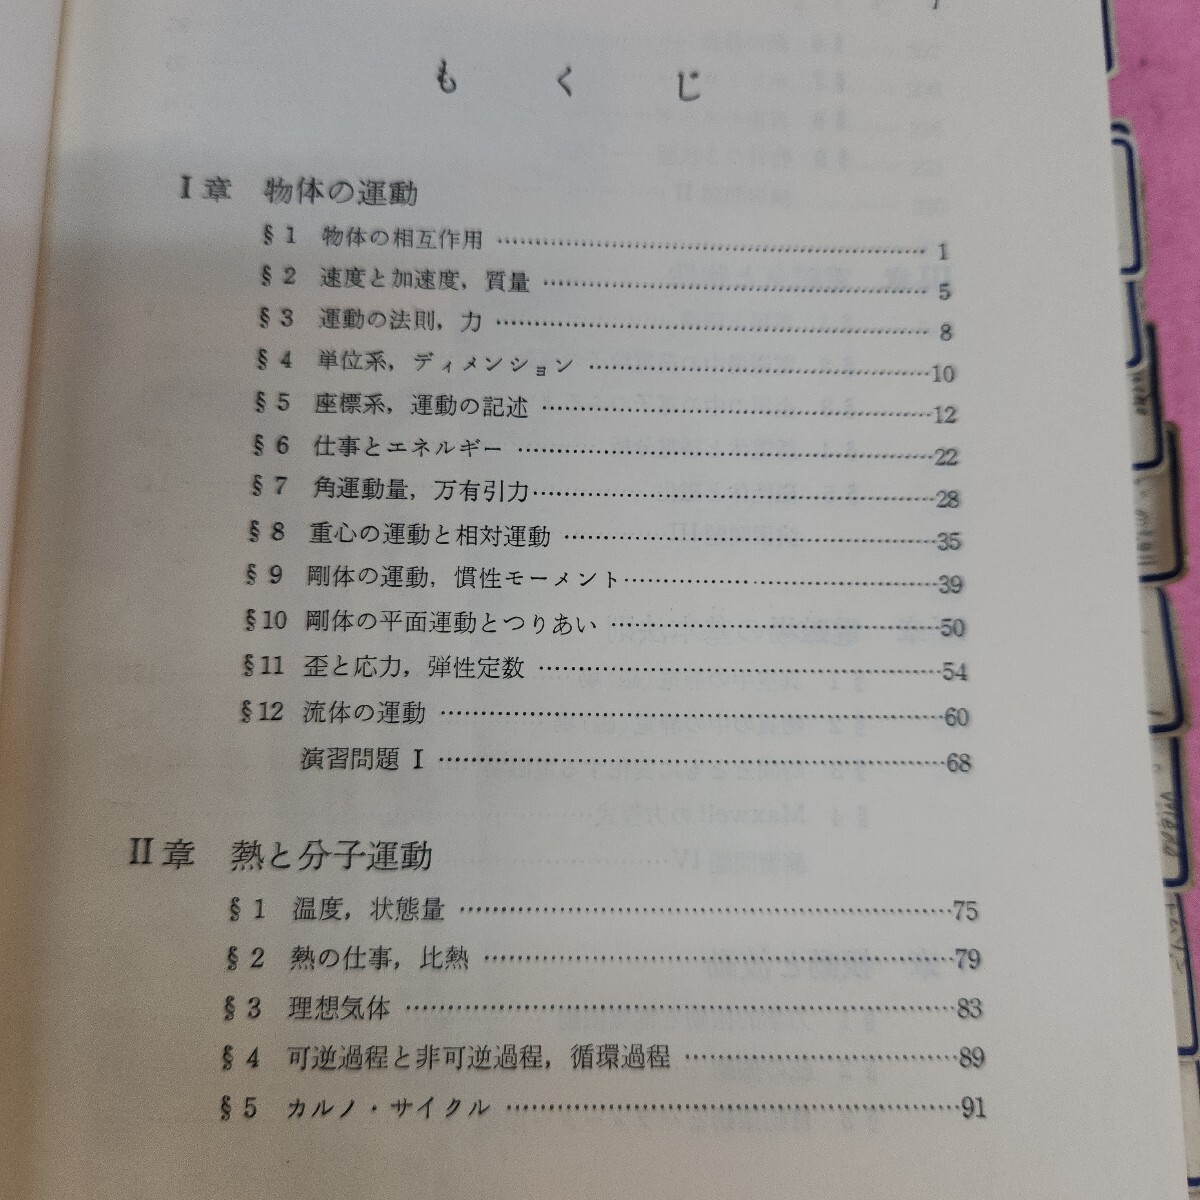 もくじ
I章 物体の運動
§1 物体の相互作用 1
§2 速度と加速度，質量 5
§3 運動の法則，力 8
§4 単位系，ディメンション 10
§5 座標系，運動の記述 12
§6 仕事とエネルギー 22
§7 角運動量，万有引力 28
§8 重心の運動と相対運動 35
§9 剛体の運動，慣性モーメント 39
§10 剛体の平面運動とつりあい 50
§11 歪と応力，弾性定数 54
§12 流体の運動 60
演習問題 I 68
II章 熱と分子運動
§1 温度，状態量 75
§2 熱の仕事，比熱 79
§3 理想気体 83
§4 可逆過程と非可逆過程，循環過程 89
§5 カルノ・サイクル 91